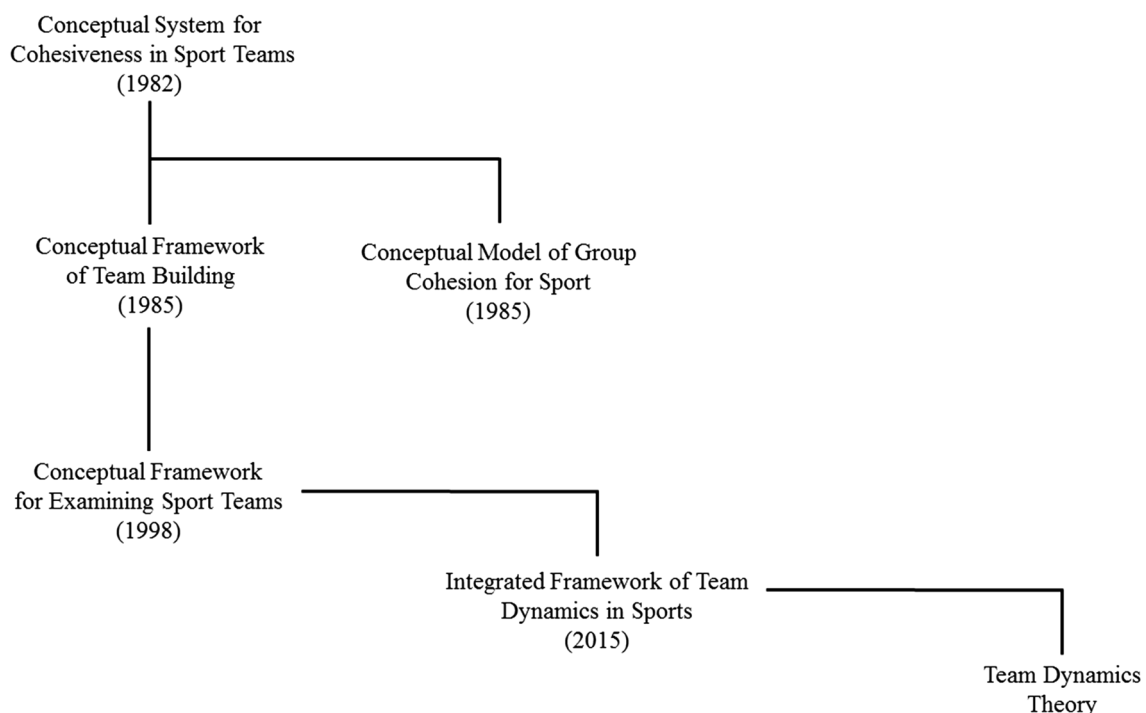 Conceptual System for
Cohesiveness in Sport Teams
(1982)
Conceptual Framework
of Team Building
(1985)
Conceptual Model of Group
Cohesion for Sport
(1985)
Conceptual Framework
for Examining Sport Teams
(1998)
Integrated Framework of Team
Dynamics in Sports
(2015)
Team Dynamics
Theory